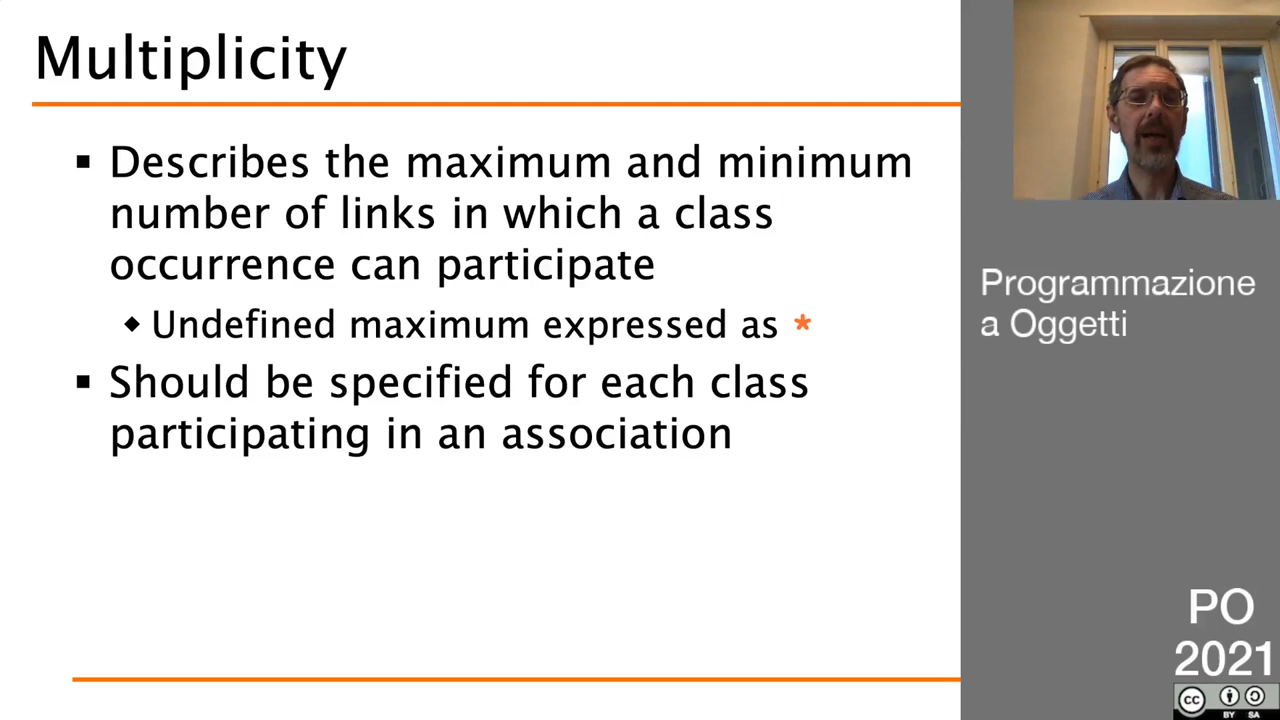 Multiplicity
▪ Describes the maximum and minimum
number of links in which a class
occurrence can participate
◆ Undefined maximum expressed as *
▪ Should be specified for each class
participating in an association
Programmazione
a Oggetti
PO
2021
cc
BY SA